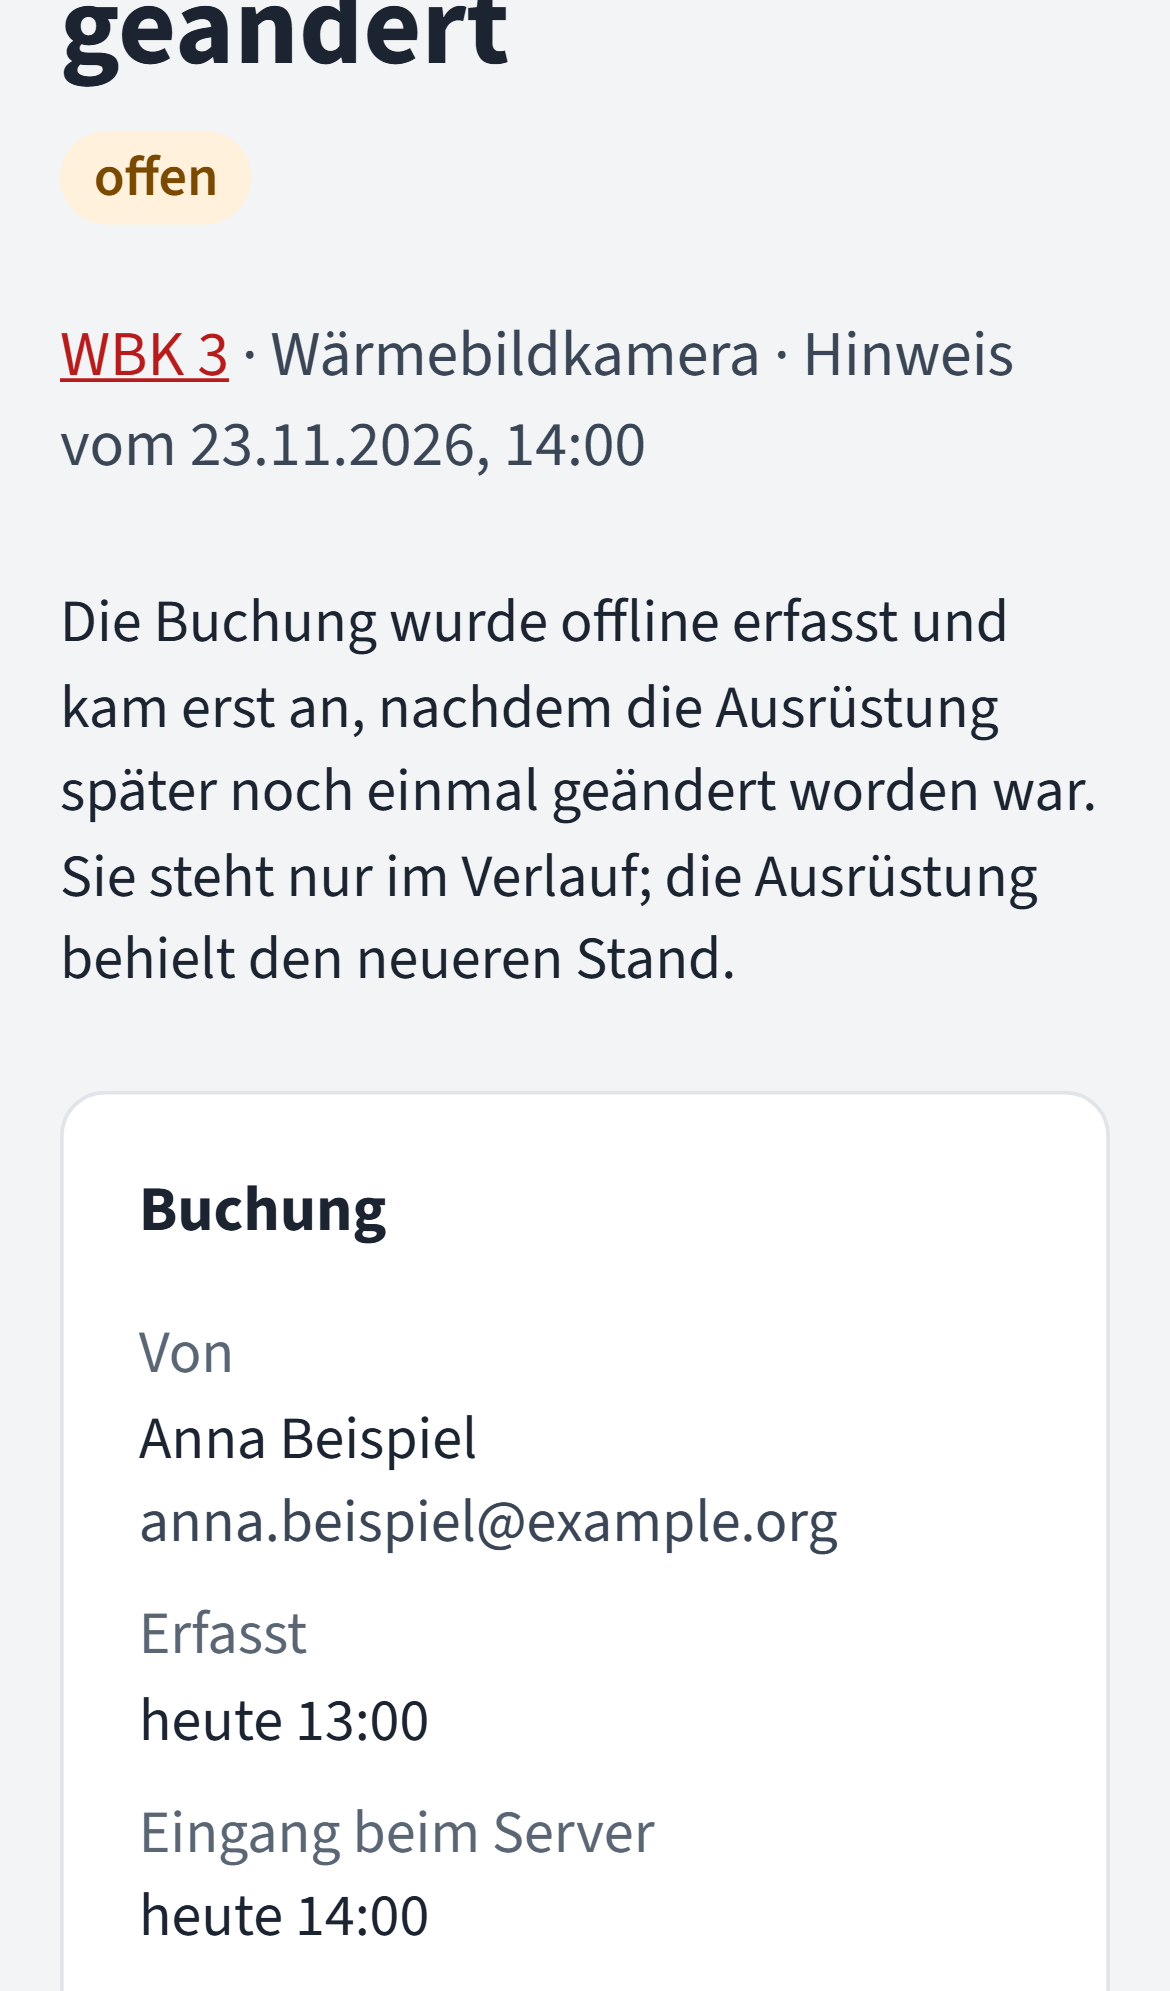 geändert
offen
WBK 3 · Wärmebildkamera · Hinweis
vom 23.11.2026, 14:00
Die Buchung wurde offline erfasst und
kam erst an, nachdem die Ausrüstung
später noch einmal geändert worden war.
Sie steht nur im Verlauf; die Ausrüstung
behielt den neueren Stand.
Buchung
Von
Anna Beispiel
anna.beispiel@example.org
Erfasst
heute 13:00
Eingang beim Server
heute 14:00